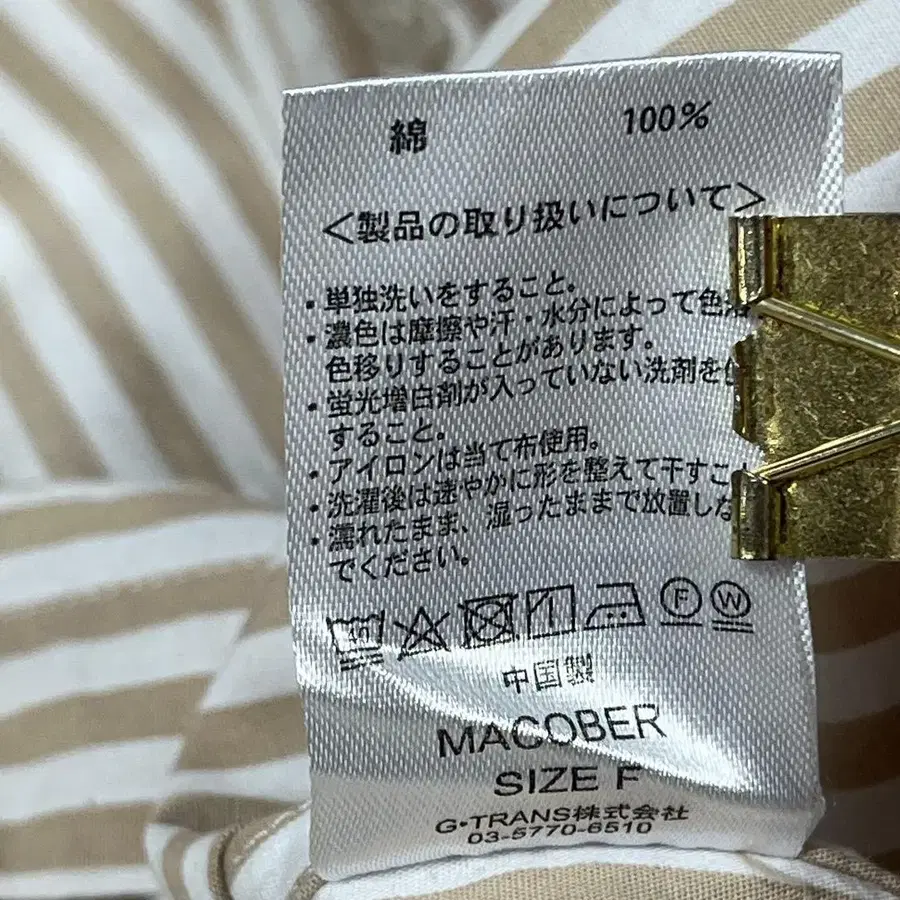 綿 100%
<製品の取り扱いについて>
・単独洗いをすること。
・濃色は摩擦や汗・水分によって色落
色移りすることがあります。
・蛍光増白剤が入っていない洗剤を使
すること。
・アイロンは当て布使用。
・洗濯後は速やかに形を整えて干すこ
・濡れたまま、湿ったままで放置しな
でください。
40 F W
中国製
MACOBER
SIZE F
G・TRANS株式会社
03-5770-6510